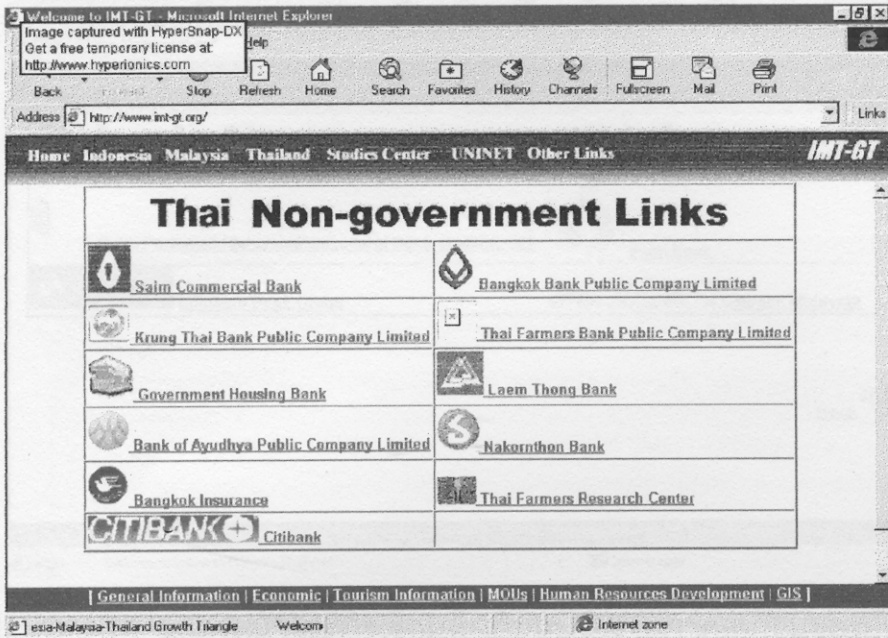 Welcome to IMT-GT - Microsoft Internet Explorer
Image captured with HyperSnap-DX
Get a free temporary license at:
http://www.hyperionics.com
Help
Back Stop Refresh Home Search Favorites History Channels Fullscreen Mail Print
Address http://www.imt-gt.org/ Links
Home Indonesia Malaysia Thailand Studies Center UNINET Other Links IMT-GT
Thai Non-government Links
Saim Commercial Bank
Bangkok Bank Public Company Limited
Krung Thai Bank Public Company Limited
Thai Farmers Bank Public Company Limited
Government Housing Bank
Laem Thong Bank
Bank of Ayudhya Public Company Limited
Nakornthon Bank
Bangkok Insurance
Thai Farmers Research Center
CITIBANK Citibank
[ General Information | Economic | Tourism Information | MOUs | Human Resources Development | GIS ]
esia-Malaysia-Thailand Growth Triangle Welcom Internet zone